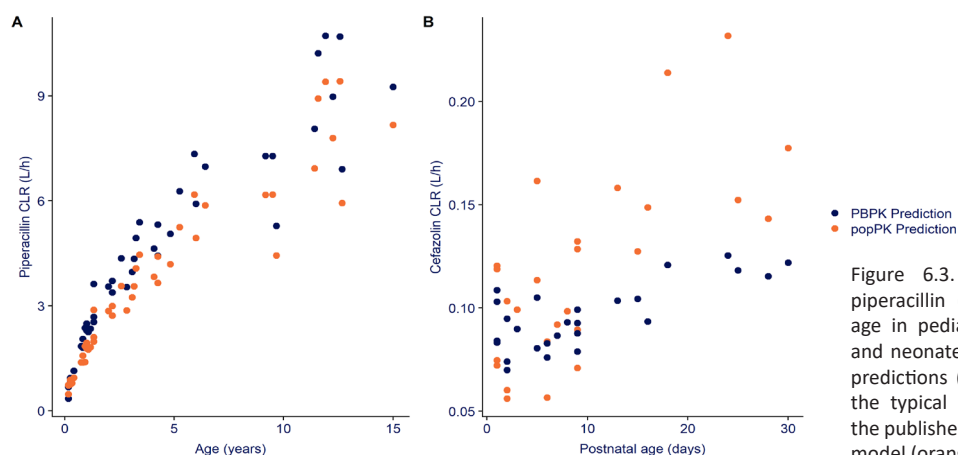 A
Piperacillin CLR (L/h)
9
6
3
0
0
5
10
15
Age (years)
B
Cefazolin CLR (L/h)
0.20
0.15
0.10
0.05
0
10
20
30
Postnatal age (days)
PBPK Prediction
popPK Prediction
Figure 6.3.
piperacillin
age in pedia
and neonate
predictions (
the typical
the publishe
model (oran